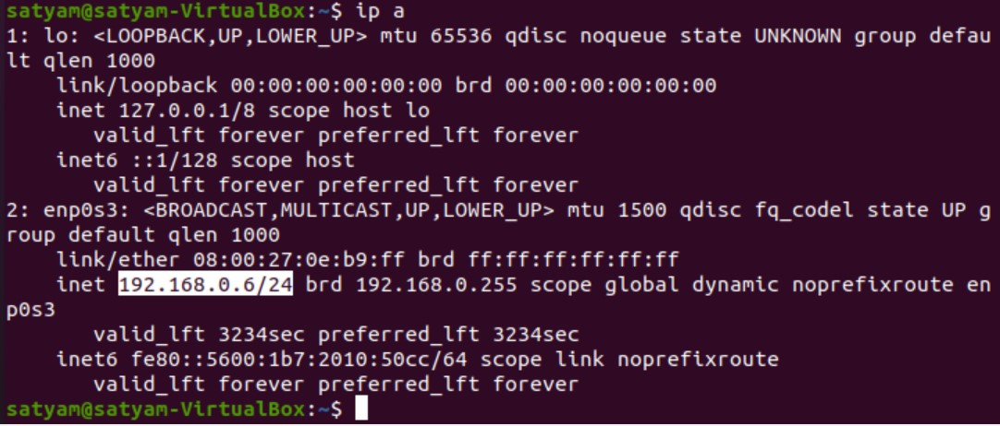 satyam@satyam-VirtualBox:~$ ip a
1: lo: <LOOPBACK,UP,LOWER_UP> mtu 65536 qdisc noqueue state UNKNOWN group defau
lt qlen 1000
    link/loopback 00:00:00:00:00:00 brd 00:00:00:00:00:00
    inet 127.0.0.1/8 scope host lo
       valid_lft forever preferred_lft forever
    inet6 ::1/128 scope host
       valid_lft forever preferred_lft forever
2: enp0s3: <BROADCAST,MULTICAST,UP,LOWER_UP> mtu 1500 qdisc fq_codel state UP g
roup default qlen 1000
    link/ether 08:00:27:0e:b9:ff brd ff:ff:ff:ff:ff:ff
    inet 192.168.0.6/24 brd 192.168.0.255 scope global dynamic noprefixroute en
p0s3
       valid_lft 3234sec preferred_lft 3234sec
    inet6 fe80::5600:1b7:2010:50cc/64 scope link noprefixroute
       valid_lft forever preferred_lft forever
satyam@satyam-VirtualBox:~$